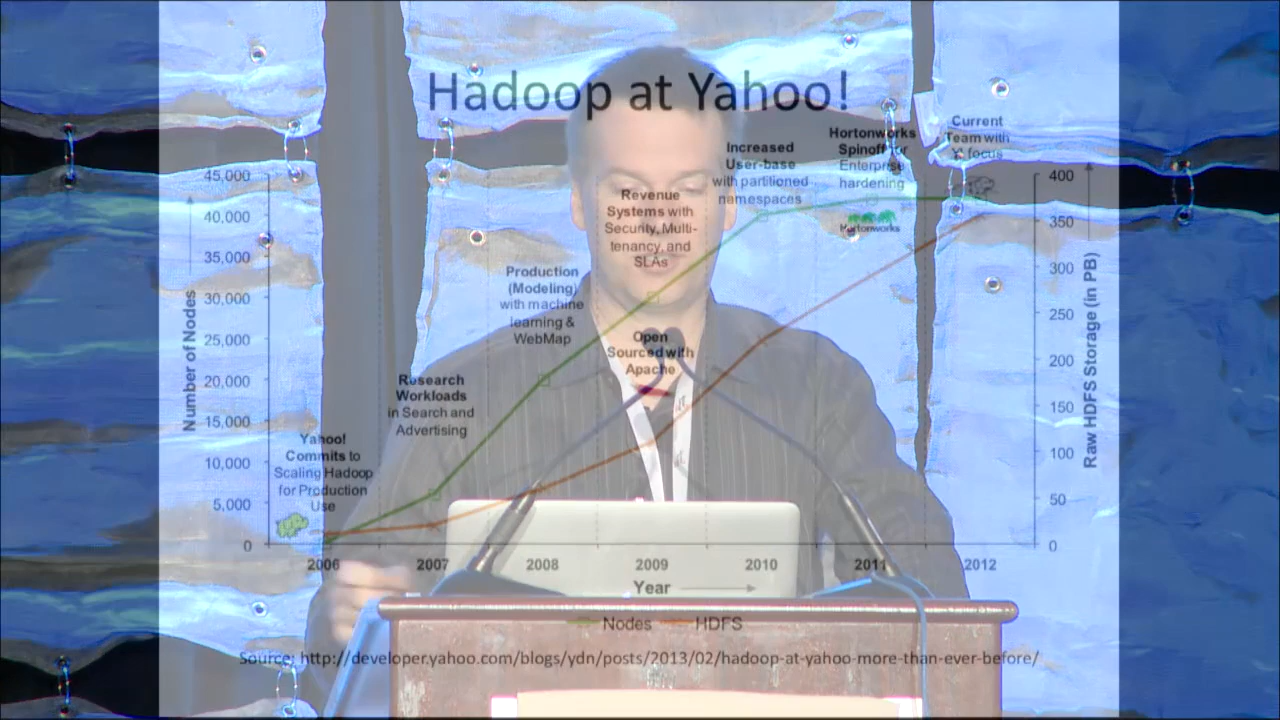 Hadoop at Yahoo!
Current
Team with
Y! focus
Hortonworks
Spinoff for
Enterprise
hardening
Increased
User-base
with partitioned
namespaces
Revenue
Systems with
Security, Multi-
tenancy, and
SLAs
Production
(Modeling)
with machine
learning &
WebMap
Open
Sourced with
Apache
Research
Workloads
in Search and
Advertising
Yahoo!
Commits to
Scaling Hadoop
for Production
Use
Hortonworks
Number of Nodes
45,000
40,000
35,000
30,000
25,000
20,000
15,000
10,000
5,000
0
Raw HDFS Storage (in PB)
400
350
300
250
200
150
100
50
0
2006 2007 2008 2009 2010 2011 2012
Year
Nodes HDFS
Source: http://developer.yahoo.com/blogs/ydn/posts/2013/02/hadoop-at-yahoo-more-than-ever-before/